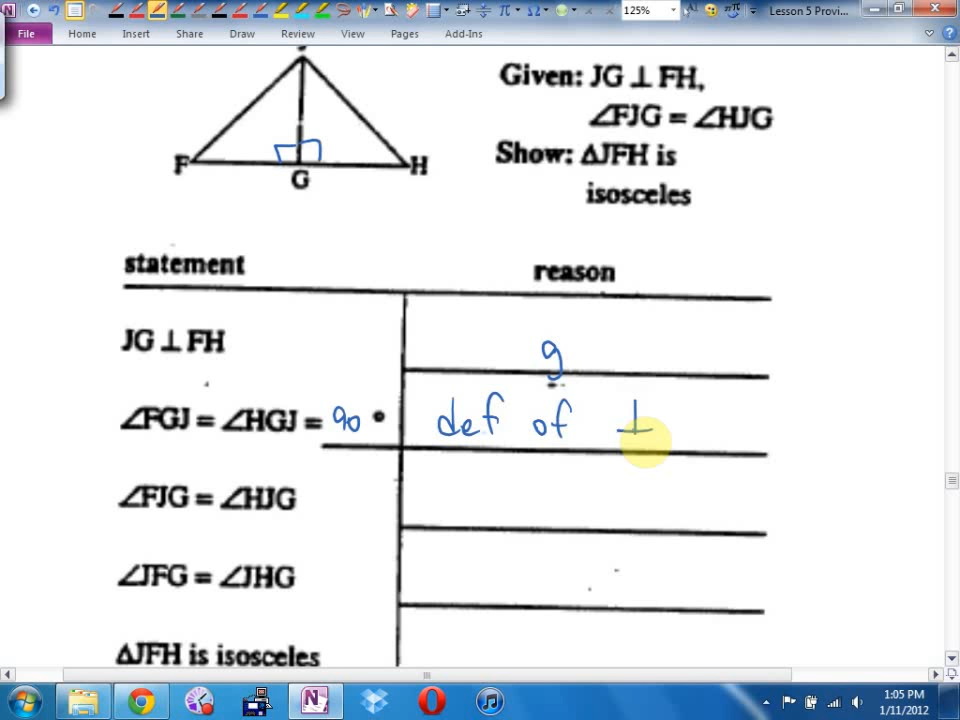 125%
Lesson 5 Provi...
File Home Insert Share Draw Review View Pages Add-Ins
Given: JG ⊥ FH,
∠FJG = ∠HJG
Show: ΔJFH is
isosceles
F
G
H
statement reason
JG ⊥ FH g
∠FGJ = ∠HGJ = 90 ° def of ⊥
∠FJG = ∠HJG
∠JFG = ∠JHG
ΔJFH is isosceles
1:05 PM
1/11/2012